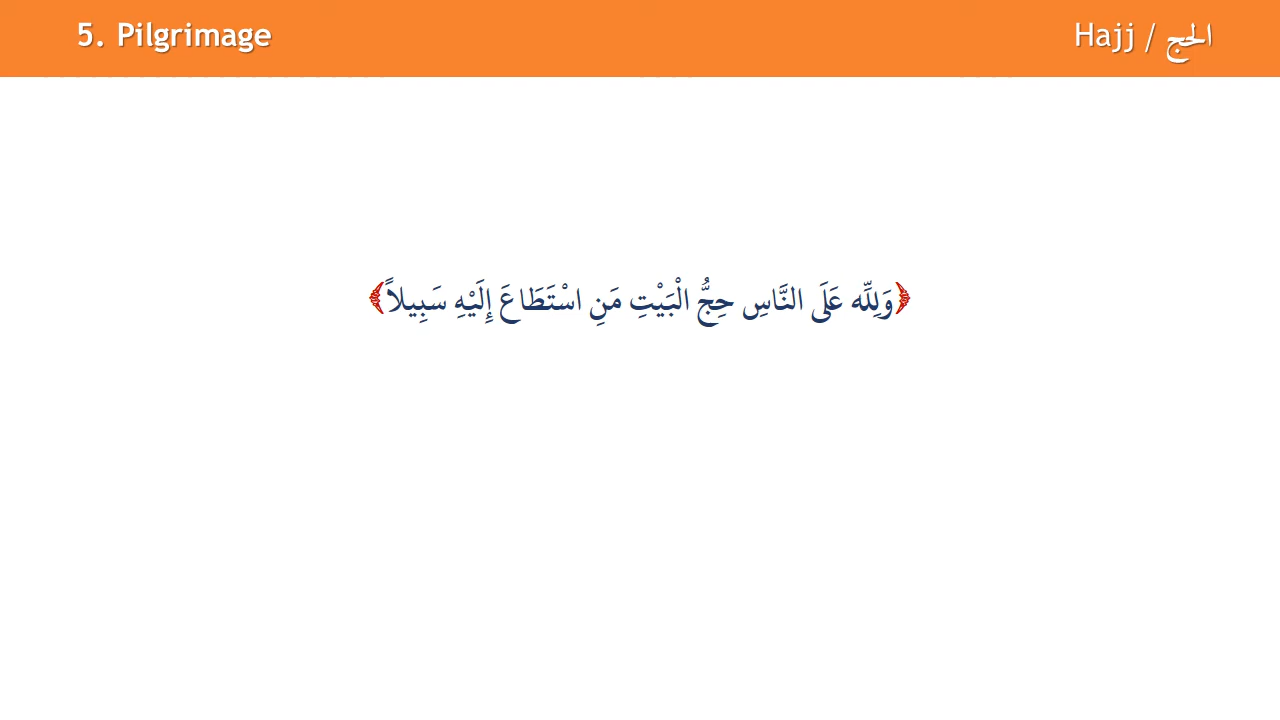 5. Pilgrimage
Hajj / الحج
﴿وَلِلِّه عَلَى النَّاسِ حِجُّ الْبَيْتِ مَنِ اسْتَطَاعَ إِلَيْهِ سَبِيلاً﴾